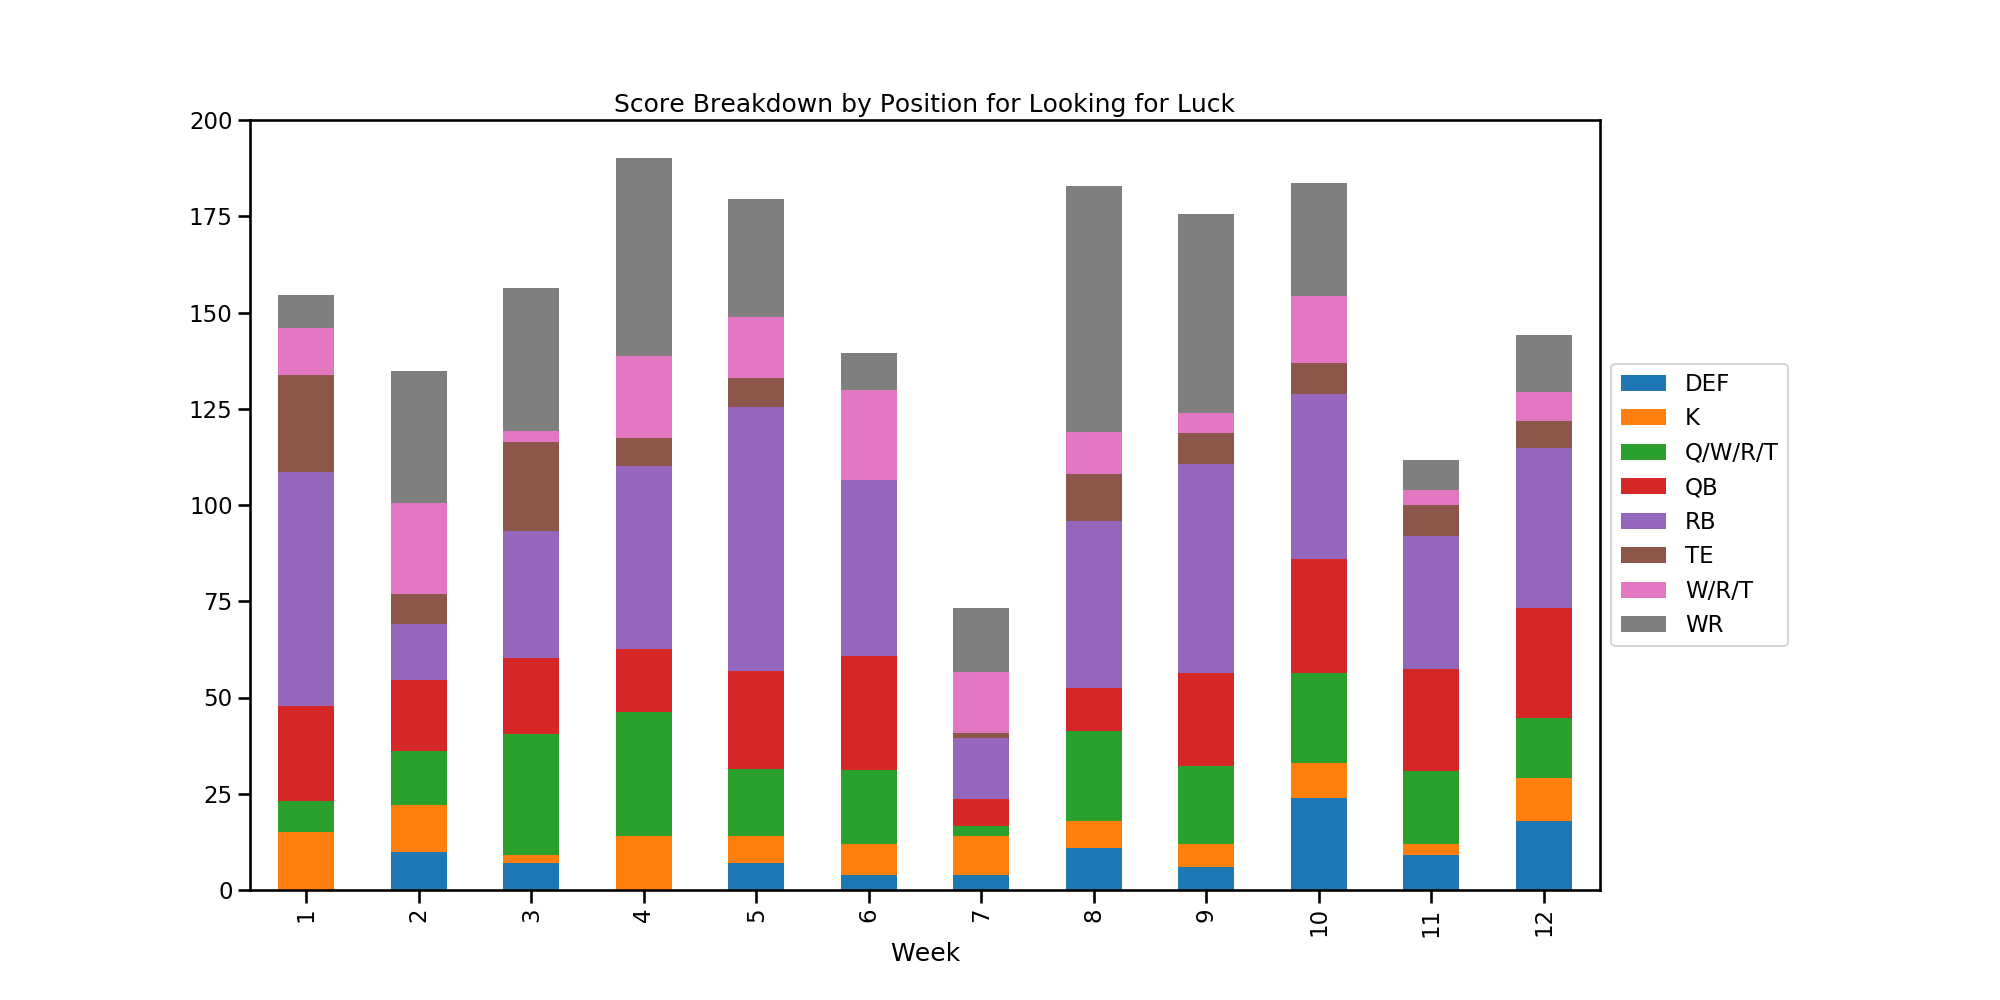 Score Breakdown by Position for Looking for Luck
200
175
150
125
100
75
50
25
0
1 2 3 4 5 6 7 8 9 10 11 12
Week
DEF
K
Q/W/R/T
QB
RB
TE
W/R/T
WR